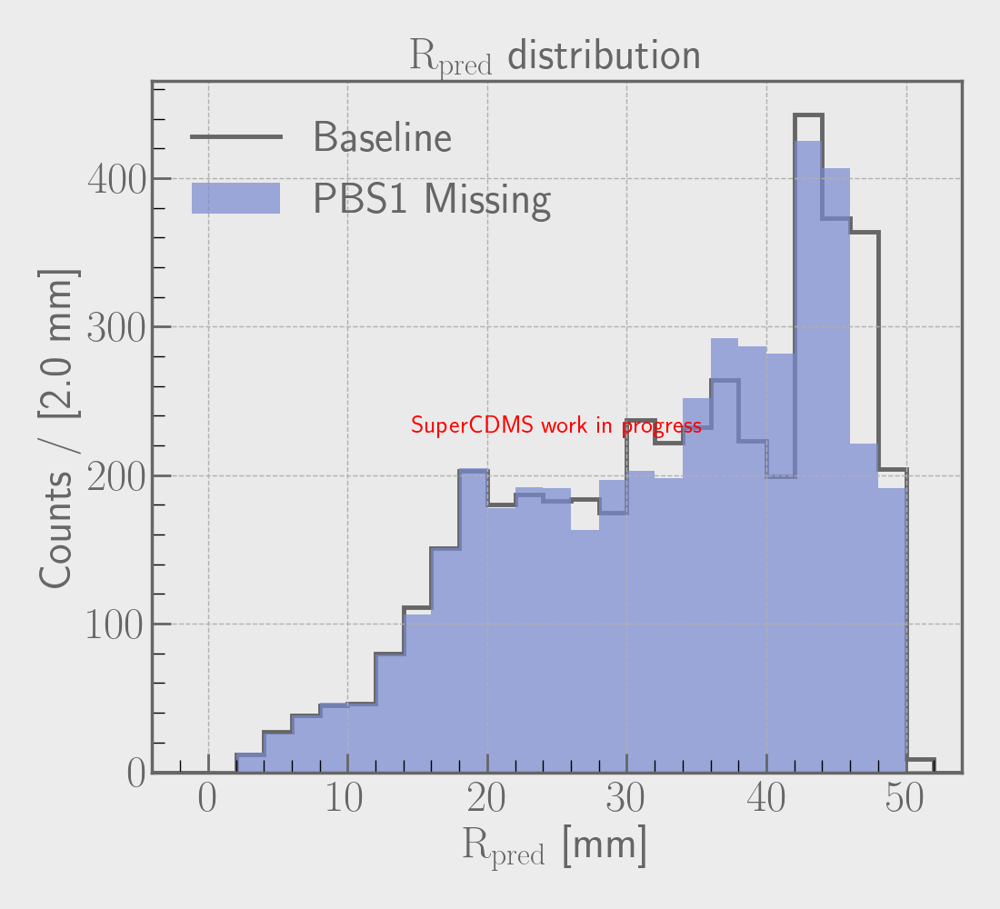 R_pred distribution
Baseline
PBS1 Missing
400
300
200
100
0
Counts / [2.0 mm]
SuperCDMS work in progress
0 10 20 30 40 50
R_pred [mm]